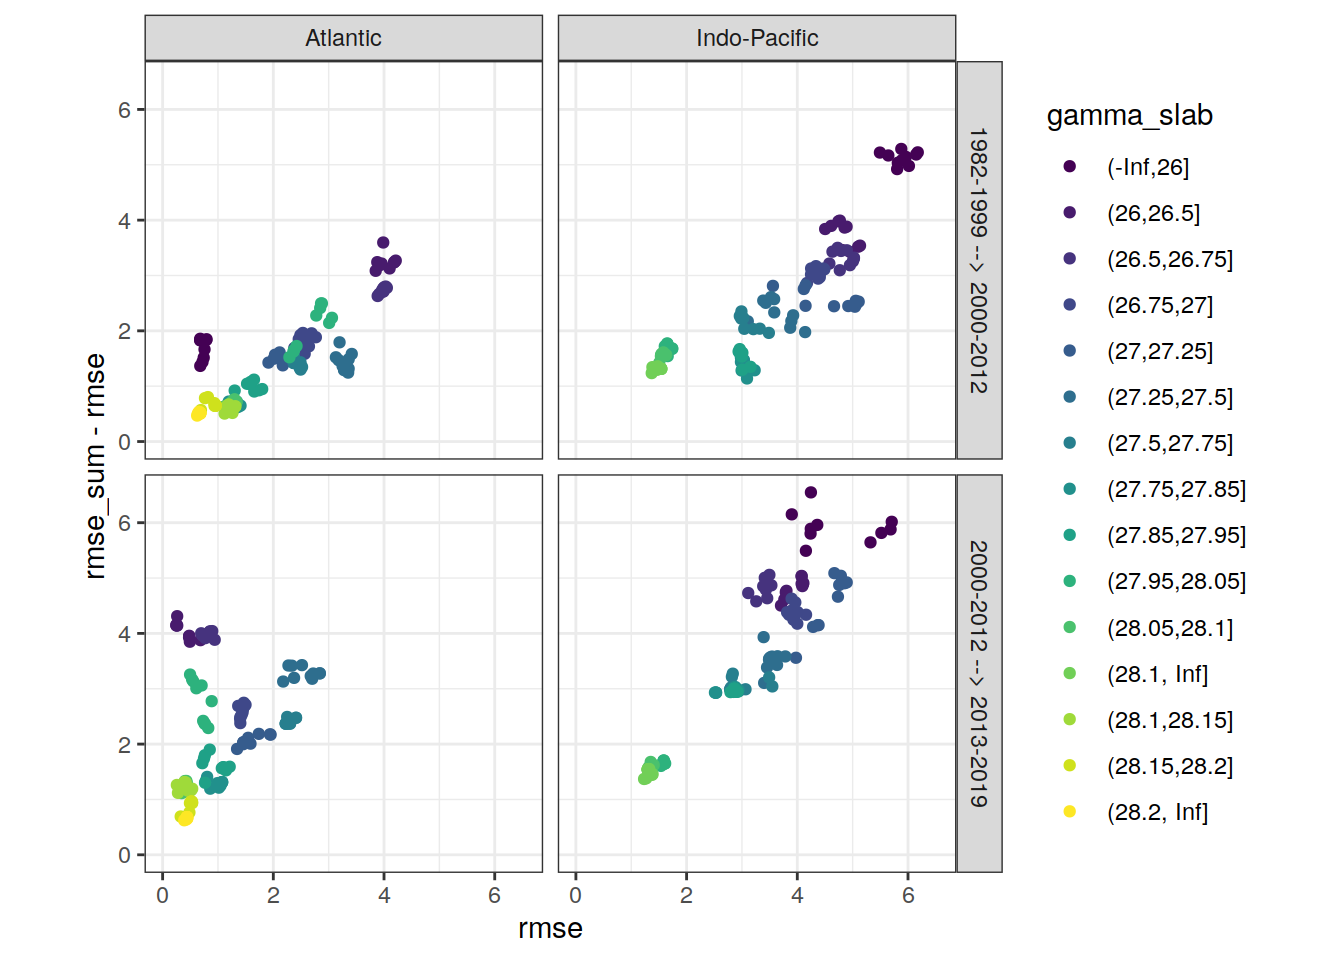 Atlantic
Indo-Pacific
6
4
2
0
1982-1999 --> 2000-2012
6
4
2
0
2000-2012 --> 2013-2019
0
2
4
6
0
2
4
6
rmse
rmse_sum - rmse
gamma_slab
(-Inf,26]
(26,26.5]
(26.5,26.75]
(26.75,27]
(27,27.25]
(27.25,27.5]
(27.5,27.75]
(27.75,27.85]
(27.85,27.95]
(27.95,28.05]
(28.05,28.1]
(28.1, Inf]
(28.1,28.15]
(28.15,28.2]
(28.2, Inf]